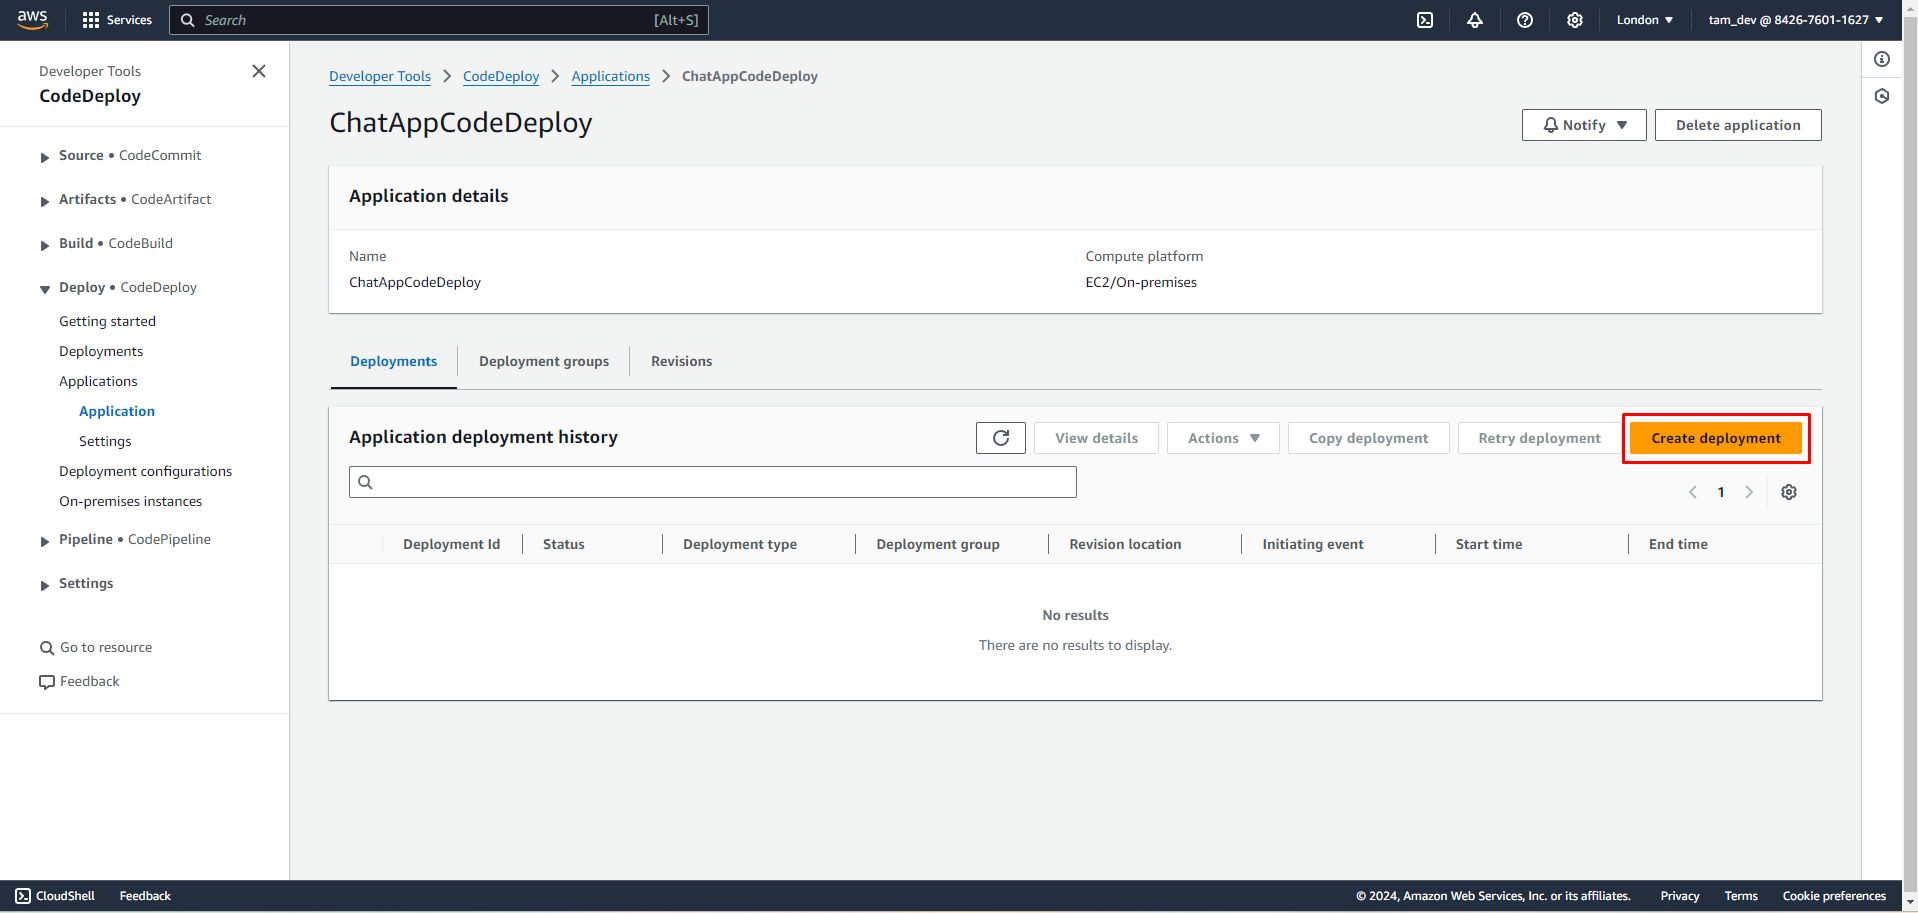 aws Services Search [Alt+S] London tam_dev @ 8426-7601-1627
Developer Tools
CodeDeploy
Source • CodeCommit
Artifacts • CodeArtifact
Build • CodeBuild
Deploy • CodeDeploy
Getting started
Deployments
Applications
Application
Settings
Deployment configurations
On-premises instances
Pipeline • CodePipeline
Settings
Go to resource
Feedback
Developer Tools > CodeDeploy > Applications > ChatAppCodeDeploy
ChatAppCodeDeploy
Notify Delete application
Application details
Name
ChatAppCodeDeploy
Compute platform
EC2/On-premises
Deployments Deployment groups Revisions
Application deployment history
View details Actions Copy deployment Retry deployment Create deployment
1
Deployment Id Status Deployment type Deployment group Revision location Initiating event Start time End time
No results
There are no results to display.
CloudShell Feedback © 2024, Amazon Web Services, Inc. or its affiliates. Privacy Terms Cookie preferences